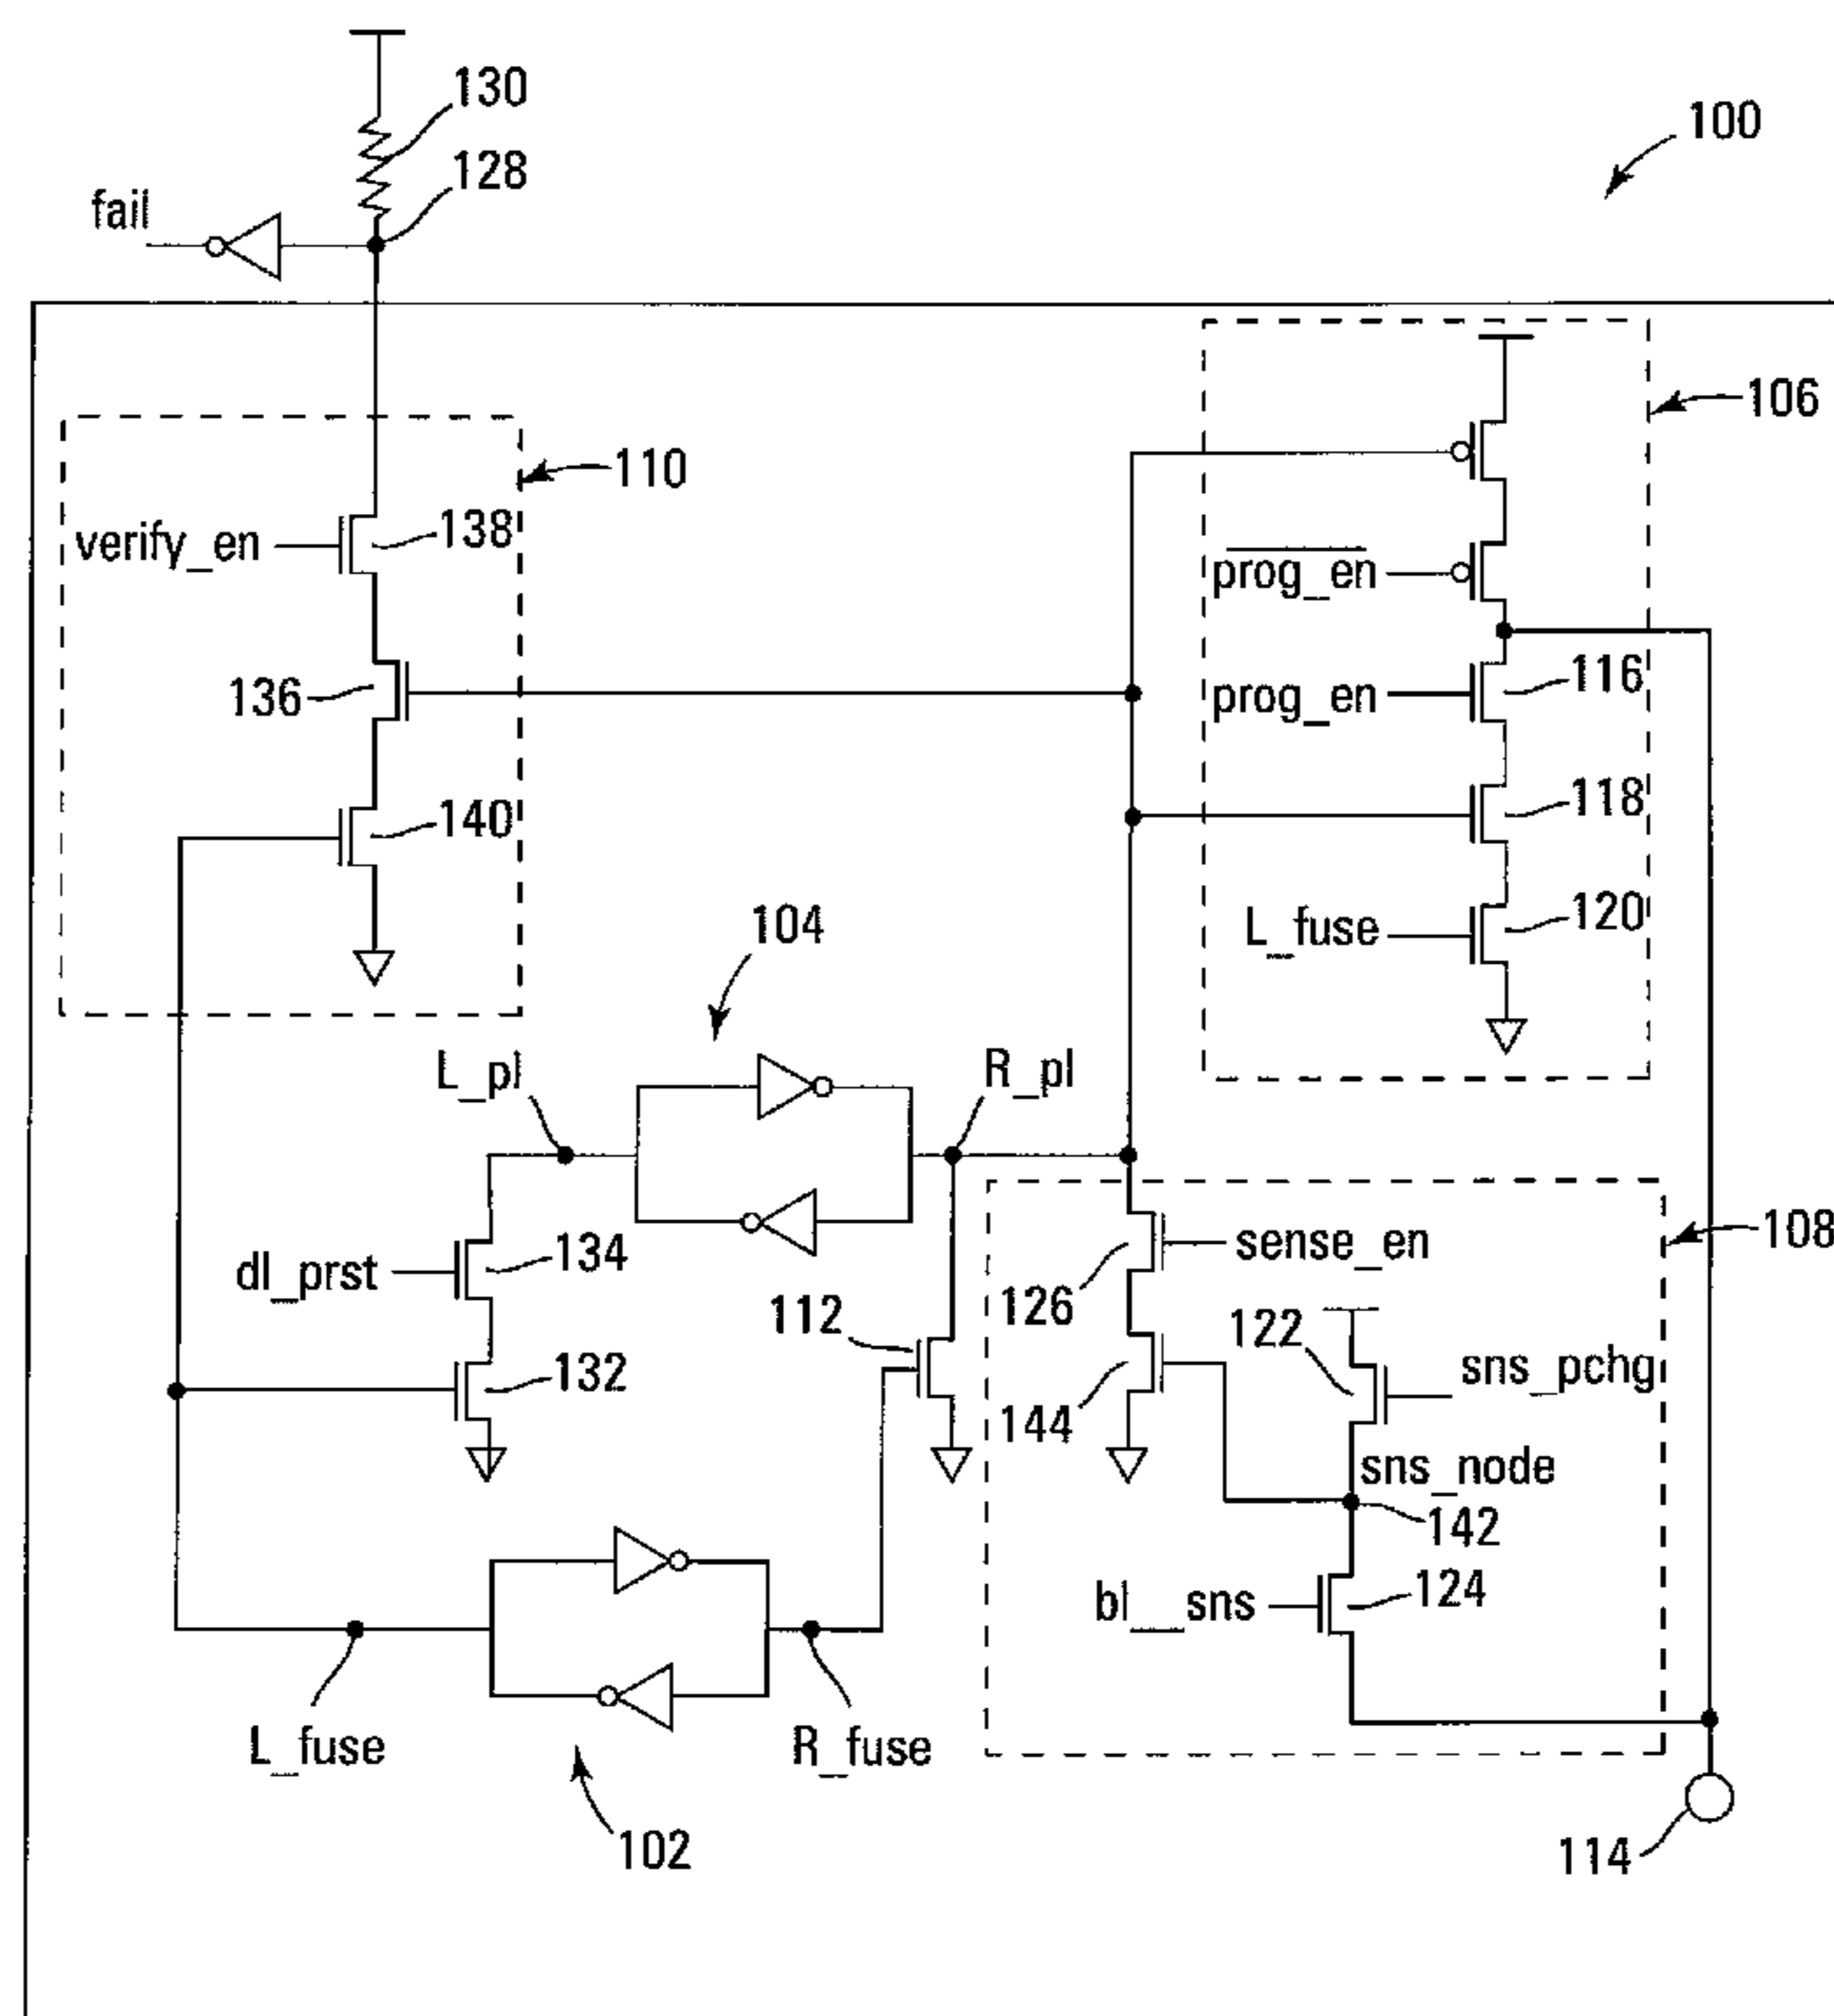 130
100
128
fail
106
110
138
verify_en
prog_en
136
prog_en
116
140
118
L_fuse
120
104
L_pl
R_pl
108
dl_prst
134
sense_en
112
126
122
132
sns_pchg
144
sns_node
142
bl__sns
124
L_fuse
R_fuse
102
114